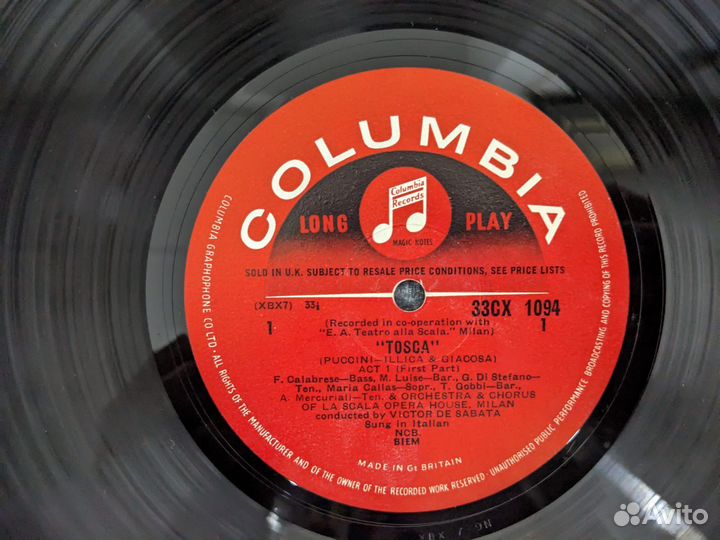 COLUMBIA
Columbia
Records
LONG PLAY
MAGIC NOTES
SOLD IN U.K. SUBJECT TO RESALE PRICE CONDITIONS, SEE PRICE LISTS
(XBX7) 33⅓ 33CX 1094
1 1
(Recorded in co-operation with
"E. A. Teatro alla Scala." Milan)
"TOSCA"
(PUCCINI—ILLICA & GIACOSA)
ACT 1 (First Part)
F. Calabrese—Bass, M. Luise—Bar., G. Di Stefano—
Ten., Maria Callas—Sopr., T. Gobbi—Bar.,
A. Mercuriali—Ten. & ORCHESTRA & CHORUS
OF LA SCALA OPERA HOUSE, MILAN
conducted by VICTOR DE SABATA
Sung in Italian
NCB.
BIEM
MADE IN Gt BRITAIN
COLUMBIA GRAPHOPHONE CO LTD · ALL RIGHTS OF THE MANUFACTURER AND OF THE OWNER OF THE RECORDED WORK RESERVED · UNAUTHORISED PUBLIC PERFORMANCE BROADCASTING AND COPYING OF THIS RECORD PROHIBITED
Avito